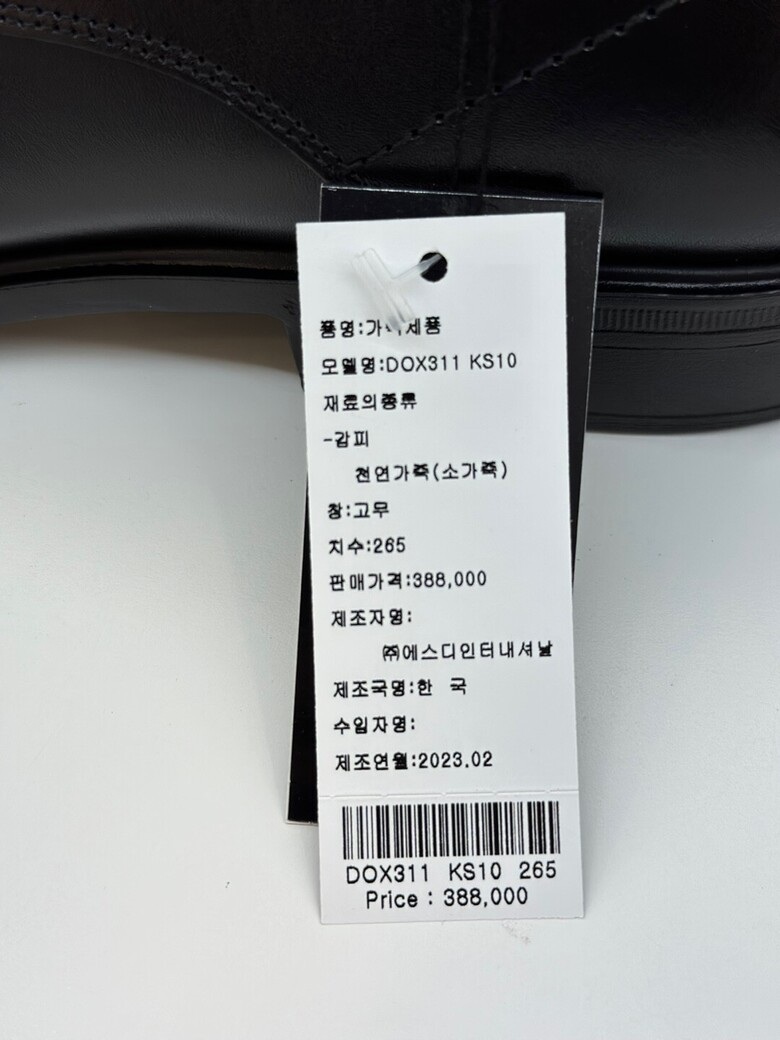 품명:가죽제품
모델명:DOX311 KS10
재료의종류
-갑피
천연가죽(소가죽)
창:고무
치수:265
판매가격:388,000
제조자명:
㈜에스디인터내셔날
제조국명:한 국
수입자명:
제조연월:2023.02
DOX311 KS10 265
Price : 388,000